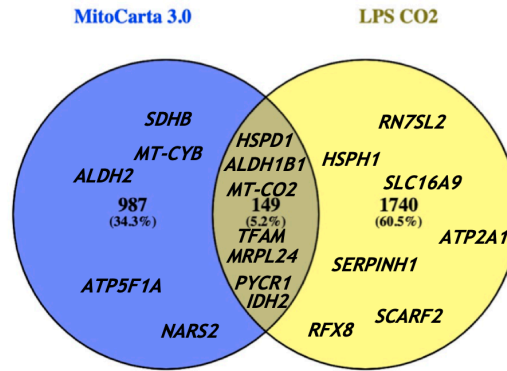 MitoCarta 3.0
LPS CO2
SDHB
MT-CYB
ALDH2
987
(34.3%)
ATP5F1A
NARS2
HSPD1
ALDH1B1
MT-CO2
149
(5.2%)
TFAM
MRPL24
PYCR1
IDH2
RN7SL2
HSPH1
SLC16A9
1740
(60.5%)
ATP2A1
SERPINH1
SCARF2
RFX8